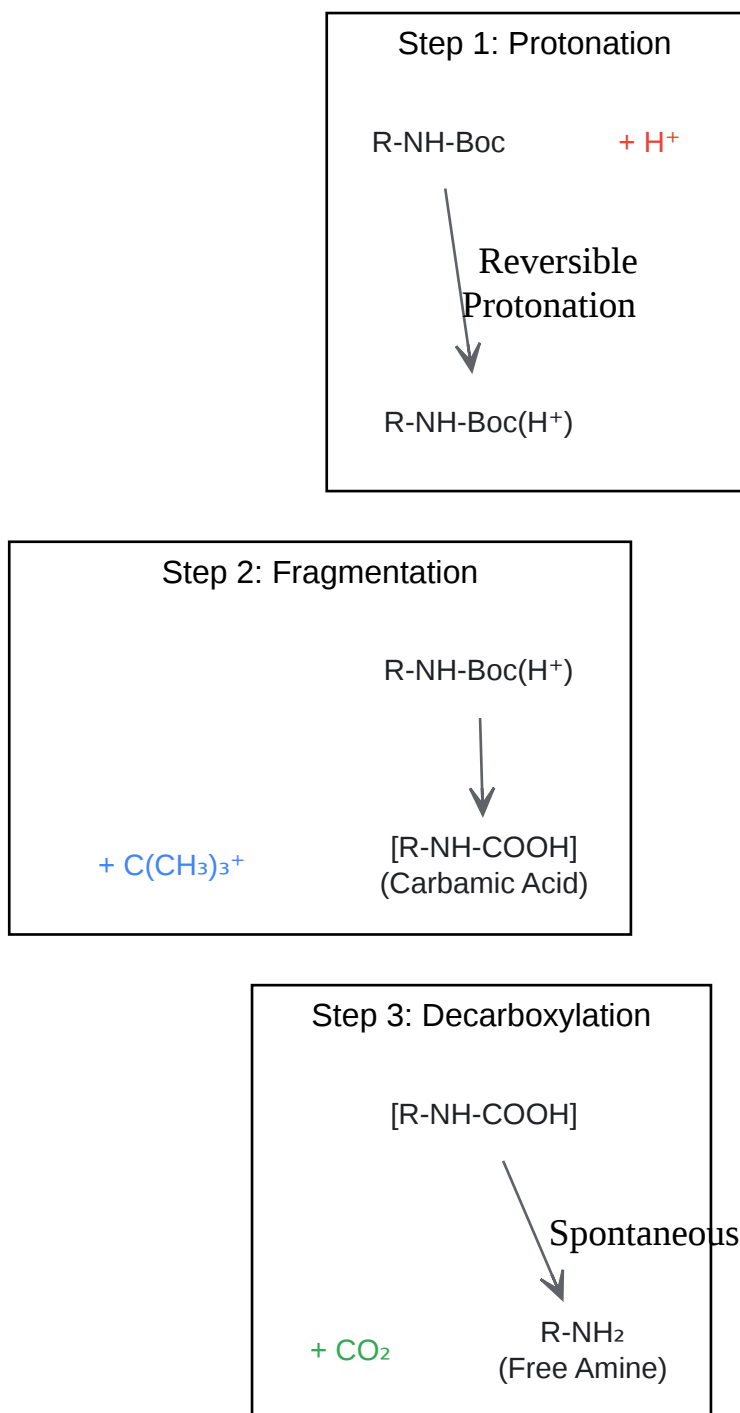 Step 1: Protonation
R-NH-Boc + H⁺
Reversible
Protonation
R-NH-Boc(H⁺)
Step 2: Fragmentation
R-NH-Boc(H⁺)
+ C(CH₃)₃⁺
[R-NH-COOH]
(Carbamic Acid)
Step 3: Decarboxylation
[R-NH-COOH]
Spontaneous
+ CO₂
R-NH₂
(Free Amine)